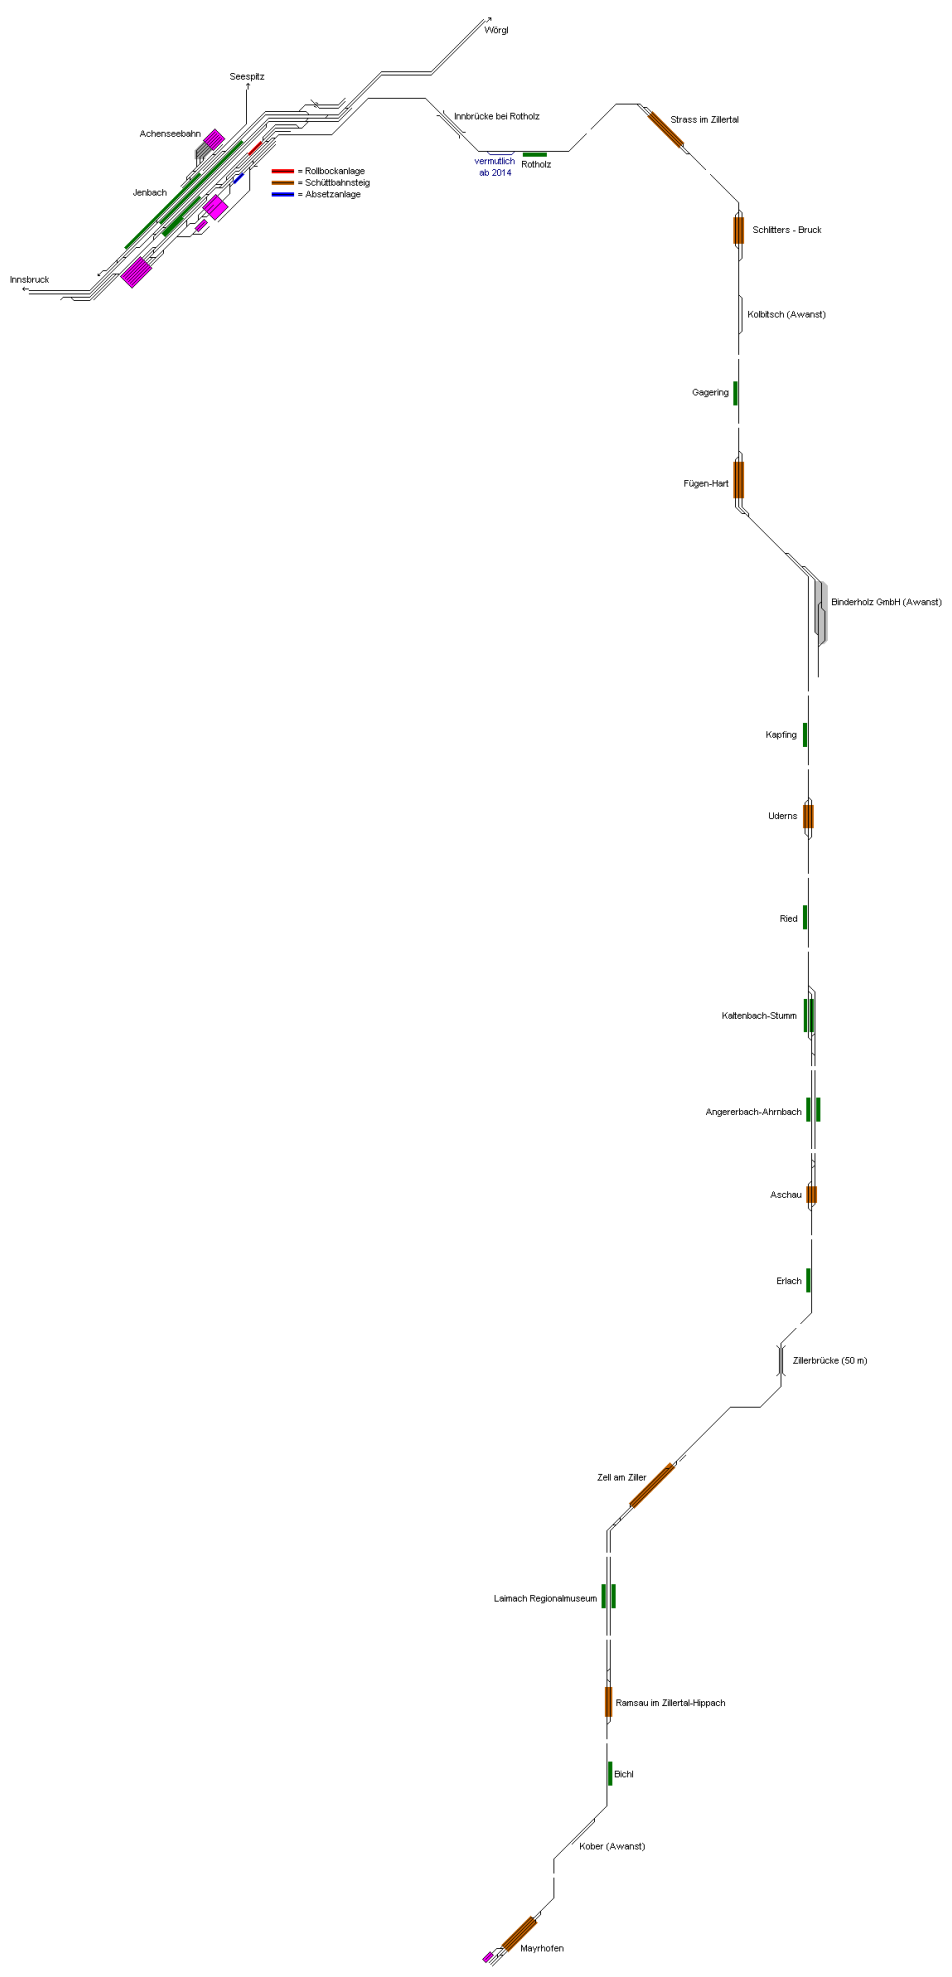 Wörgl
Seespitz
Achensee­bahn
Innbrücke bei Rotholz
Strass im Zillertal
vermutlich
ab 2014
Rotholz
= Rollbockanlage
= Schüttbahnsteig
= Absetzanlage
Jenbach
Schlitters - Bruck
Innsbruck
Kolbitsch (Awanst)
Gagering
Fügen-Hart
Binderholz GmbH (Awanst)
Kapfing
Uderns
Ried
Kaltenbach-Stumm
Angererbach-Ahrnbach
Aschau
Erlach
Zillerbrücke (50 m)
Zell am Ziller
Laimach Regionalmuseum
Ramsau im Zillertal-Hippach
Bichl
Kober (Awanst)
Mayrhofen